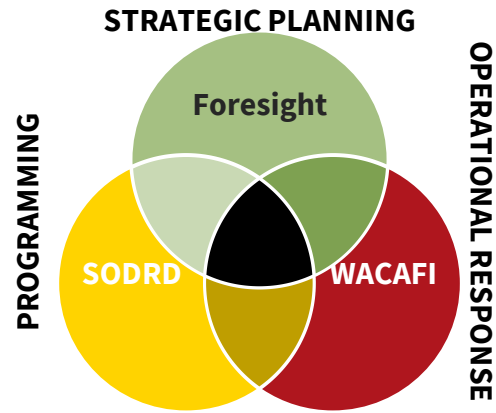 STRATEGIC PLANNING
Foresight
PROGRAMMING
OPERATIONAL RESPONSE
SODRD
WACAFI